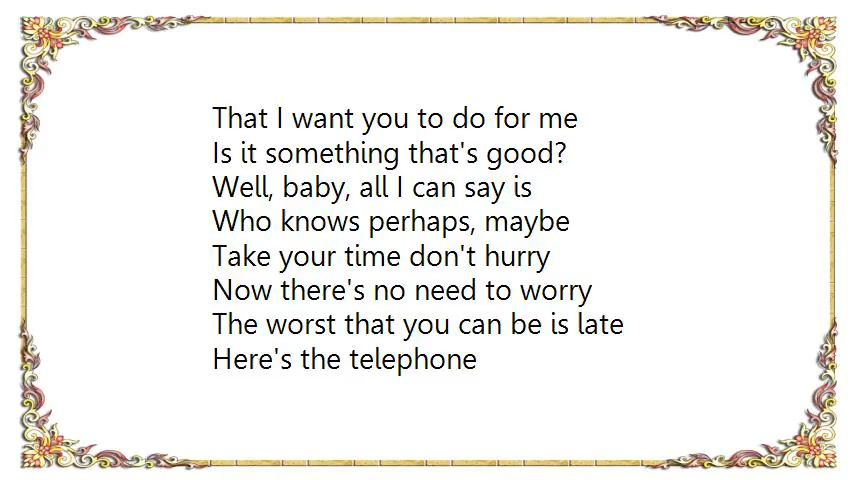 That I want you to do for me
Is it something that's good?
Well, baby, all I can say is
Who knows perhaps, maybe
Take your time don't hurry
Now there's no need to worry
The worst that you can be is late
Here's the telephone